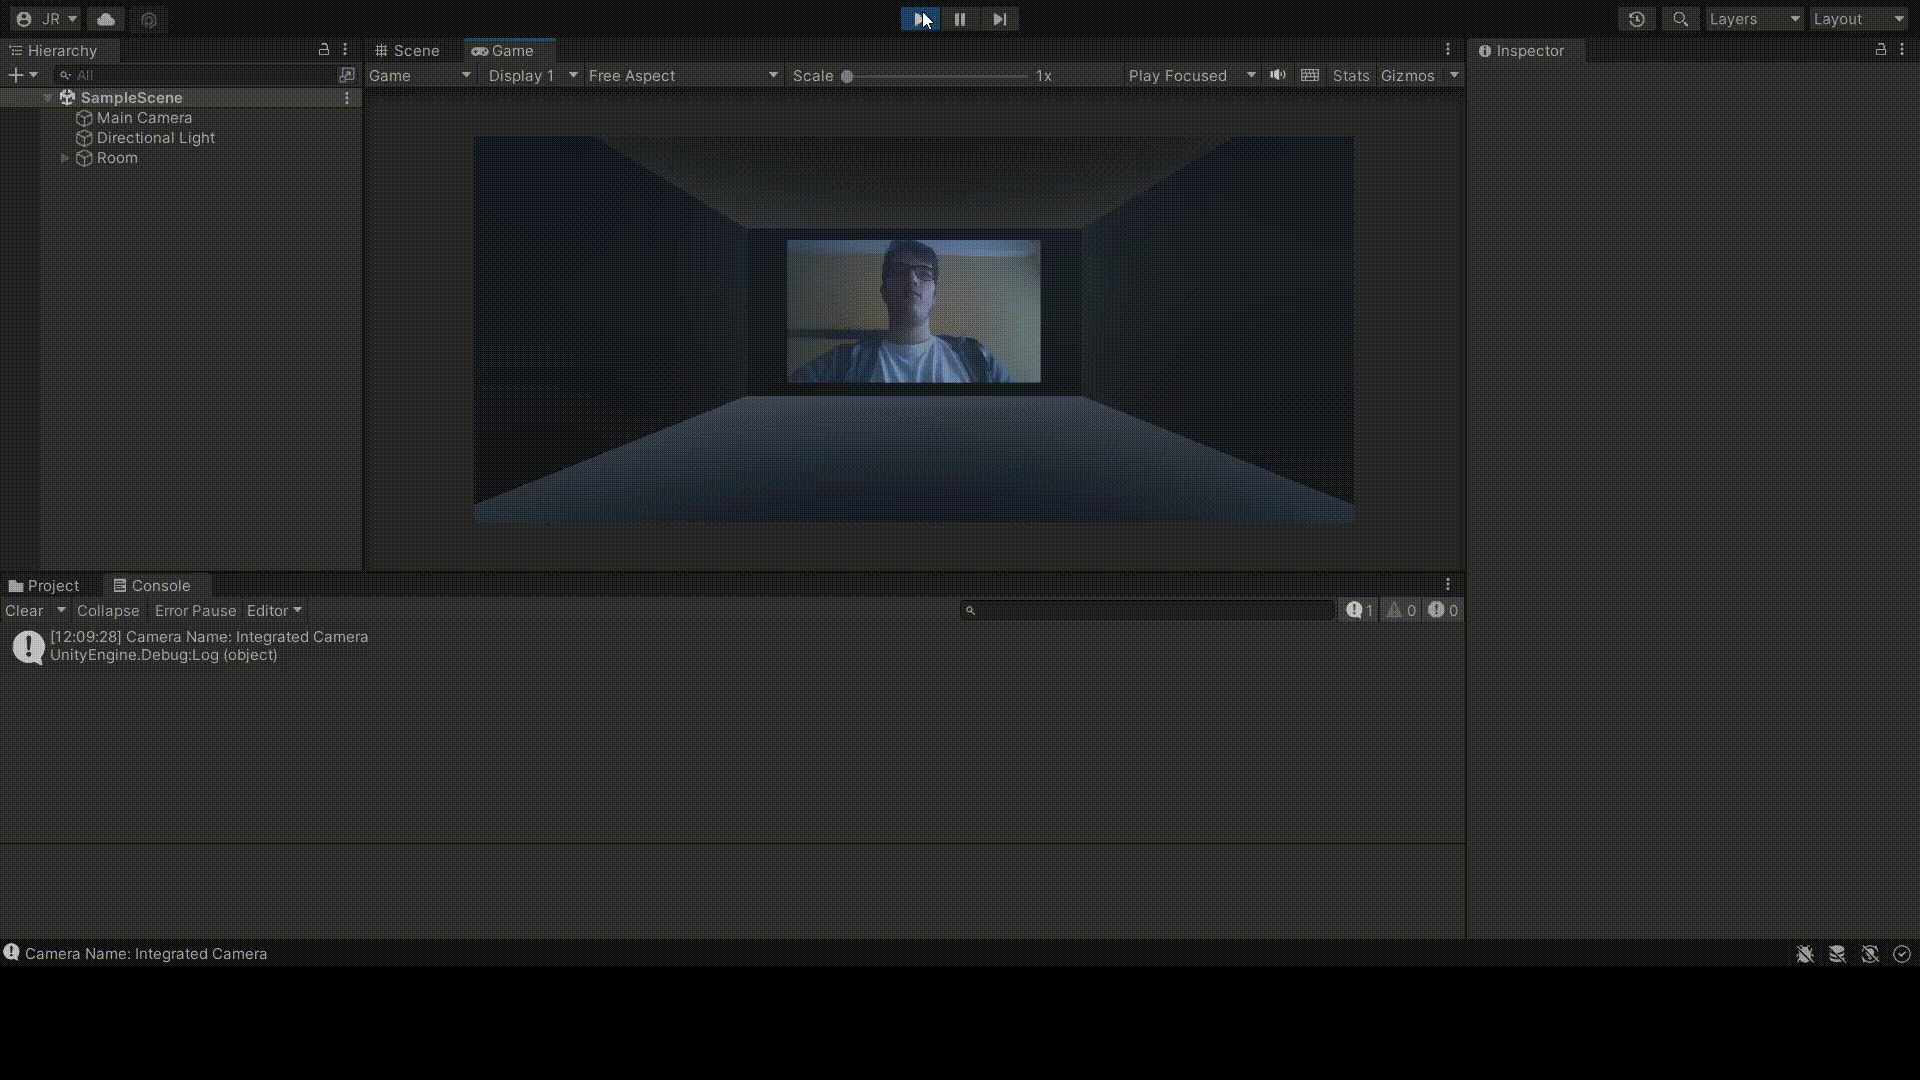 JR
Layers
Layout
Hierarchy
All
SampleScene
Main Camera
Directional Light
Room
Scene
Game
Game
Display 1
Free Aspect
Scale
1x
Play Focused
Stats
Gizmos
Inspector
Project
Console
Clear
Collapse
Error Pause
Editor
1
0
0
[12:09:28] Camera Name: Integrated Camera
UnityEngine.Debug:Log (object)
Camera Name: Integrated Camera